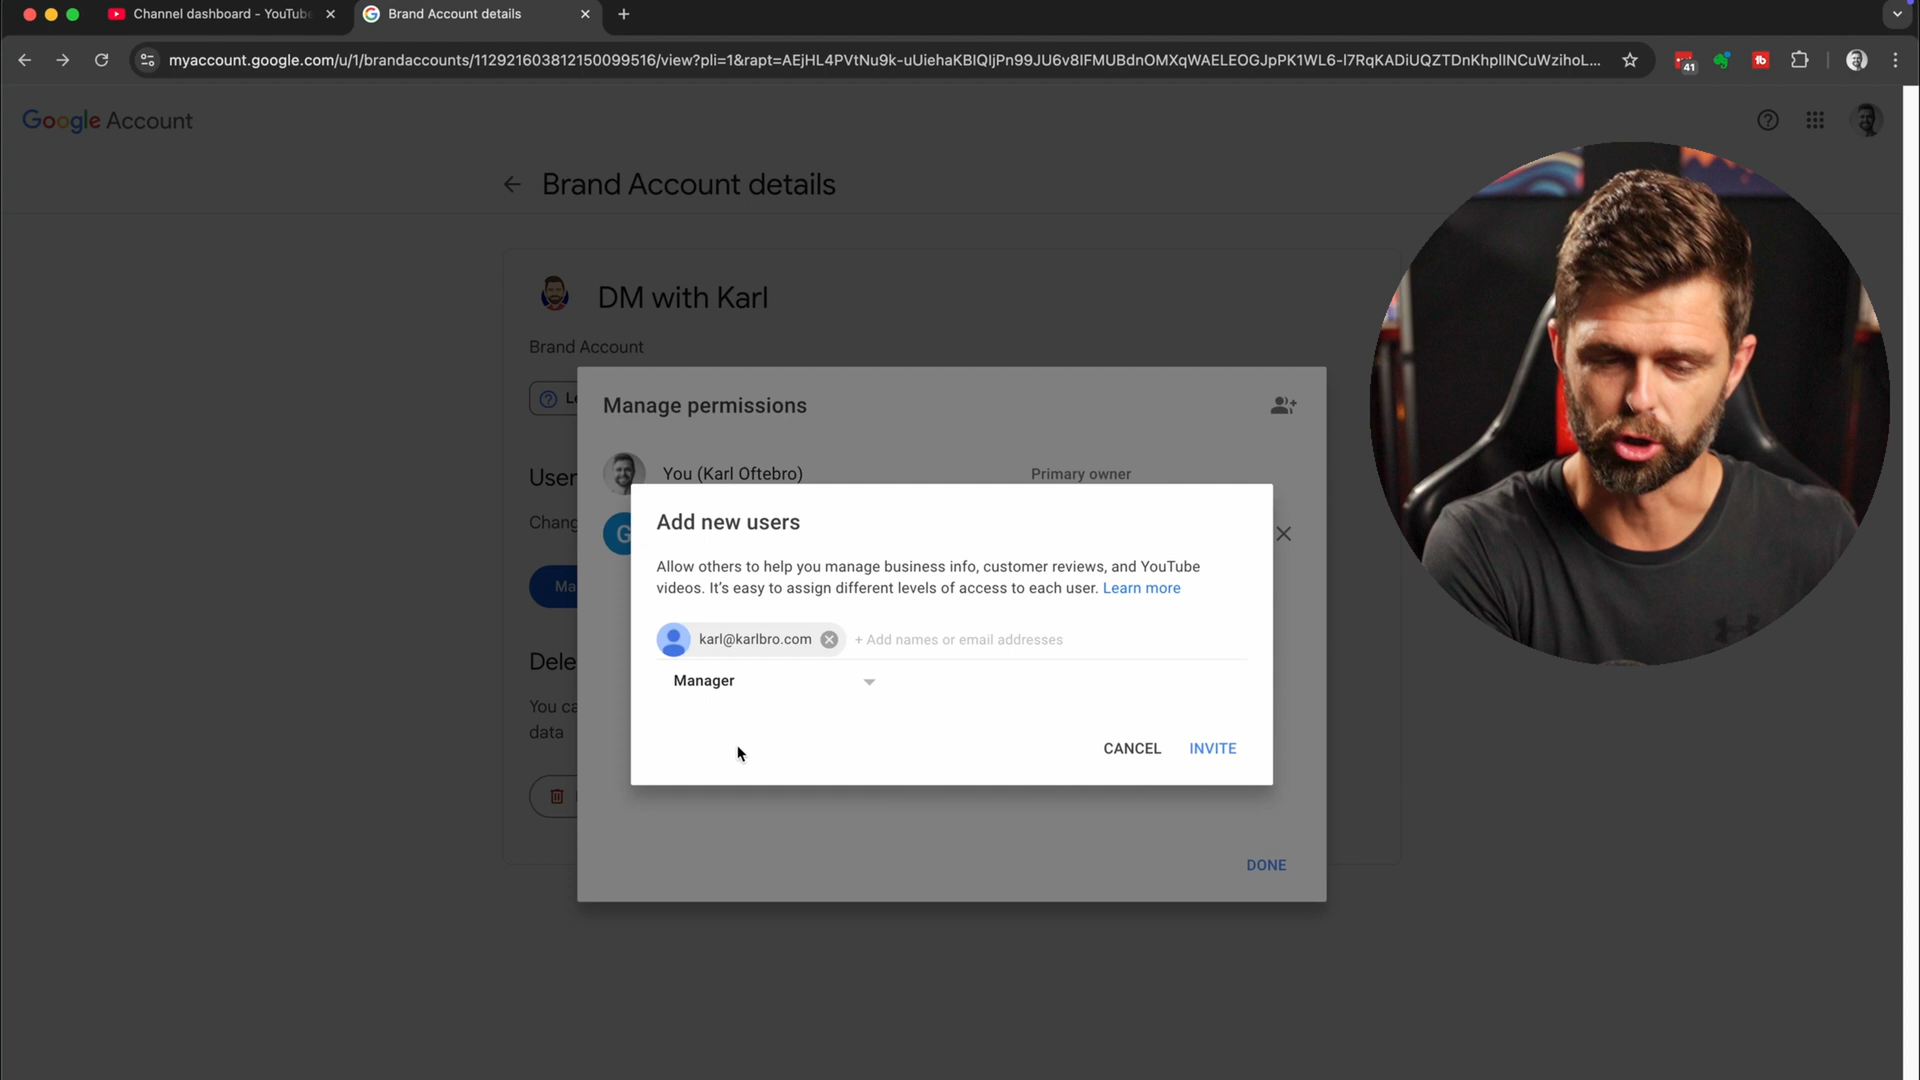 Channel dashboard - YouTube
Brand Account details
myaccount.google.com/u/1/brandaccounts/112921603812150099516/view?pli=1&rapt=AEjHL4PVtNu9k-uUiehaKBIQIjPn99JU6v8IFMUBdnOMXqWAELEOGJpPK1WL6-I7RqKADiUQZTDnKhplINCuWzihoL...
41
Google Account
Brand Account details
DM with Karl
Brand Account
Manage permissions
You (Karl Oftebro)
Primary owner
User
G
Add new users
Allow others to help you manage business info, customer reviews, and YouTube
videos. It's easy to assign different levels of access to each user. Learn more
karl@karlbro.com
+ Add names or email addresses
Manager
CANCEL
INVITE
Dele
You ca
data
DONE